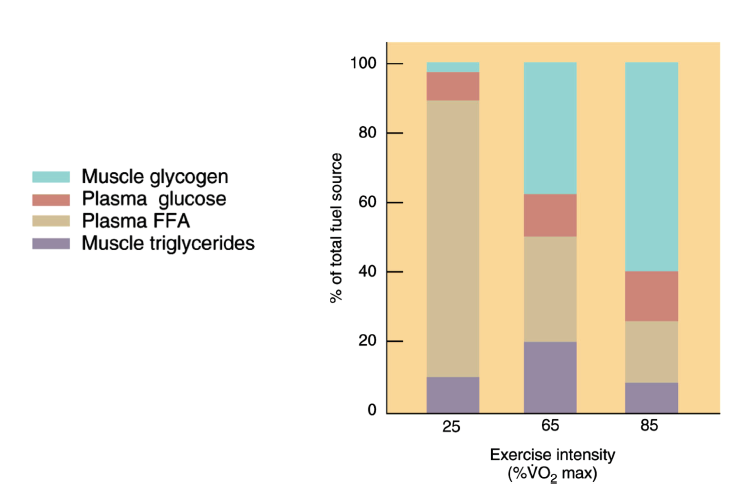 Muscle glycogen
Plasma glucose
Plasma FFA
Muscle triglycerides
% of total fuel source
100
80
60
40
20
0
25 65 85
Exercise intensity
(%V̇O₂ max)